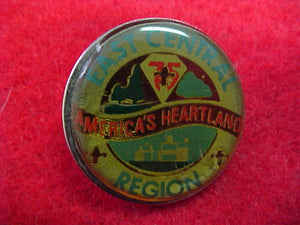 EAST CENTRAL
75
AMERICA'S HEARTLAND
REGION